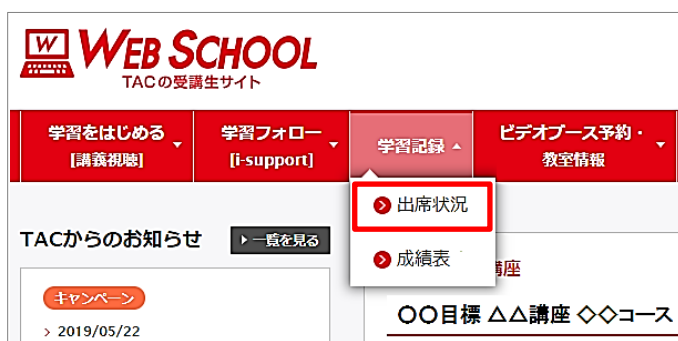 W WEB SCHOOL
TACの受講生サイト
学習をはじめる
[講義視聴]
学習フォロー
[i-support]
学習記録
ビデオブース予約・
教室情報
出席状況
成績表
TACからのお知らせ
一覧を見る
キャンペーン
2019/05/22
講座
〇〇目標 △△講座 ◇◇コース